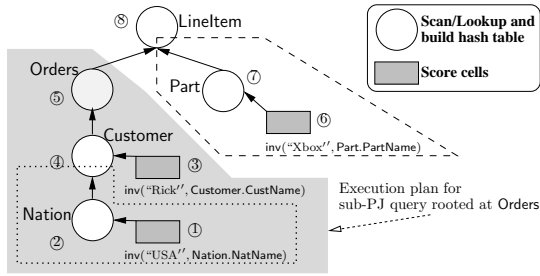 ⑧ LineItem
Scan/Lookup and
build hash table
Score cells
Orders
⑤
Part
⑦
⑥
inv(“Xbox”, Part.PartName)
Customer
④
③
inv(“Rick”, Customer.CustName)
Execution plan for
sub-PJ query rooted at Orders
Nation
②
①
inv(“USA”, Nation.NatName)